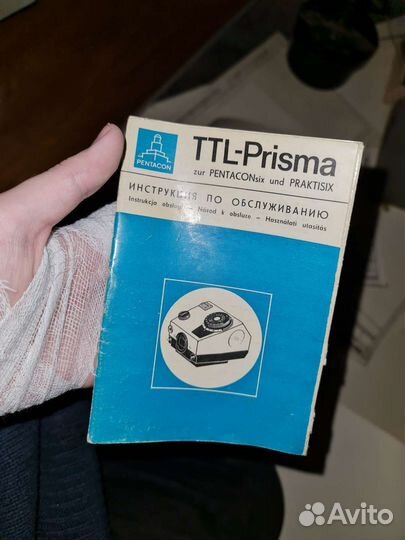 PENTACON
TTL-Prisma
zur PENTACONsix und PRAKTISIX
ИНСТРУКЦИЯ ПО ОБСЛУЖИВАНИЮ
Instrukcja obsługi – Návod k obsluze – Használati utasítás
Avito